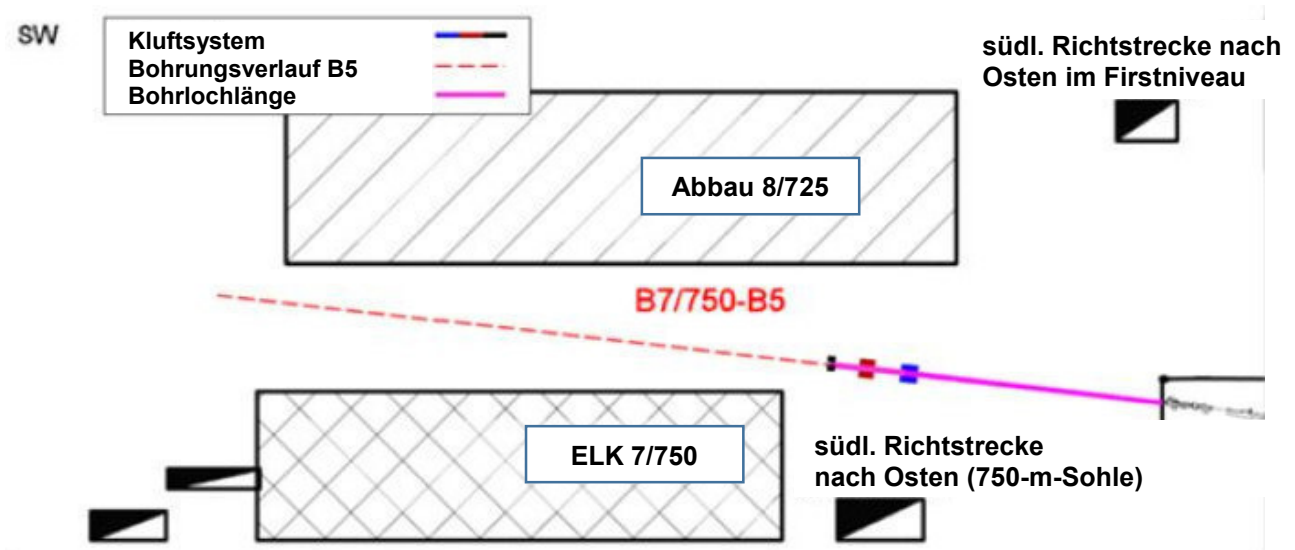 SW
Kluftsystem
Bohrungsverlauf B5
Bohrlochlänge
südl. Richtstrecke nach
Osten im Firstniveau
Abbau 8/725
B7/750-B5
ELK 7/750
südl. Richtstrecke
nach Osten (750-m-Sohle)